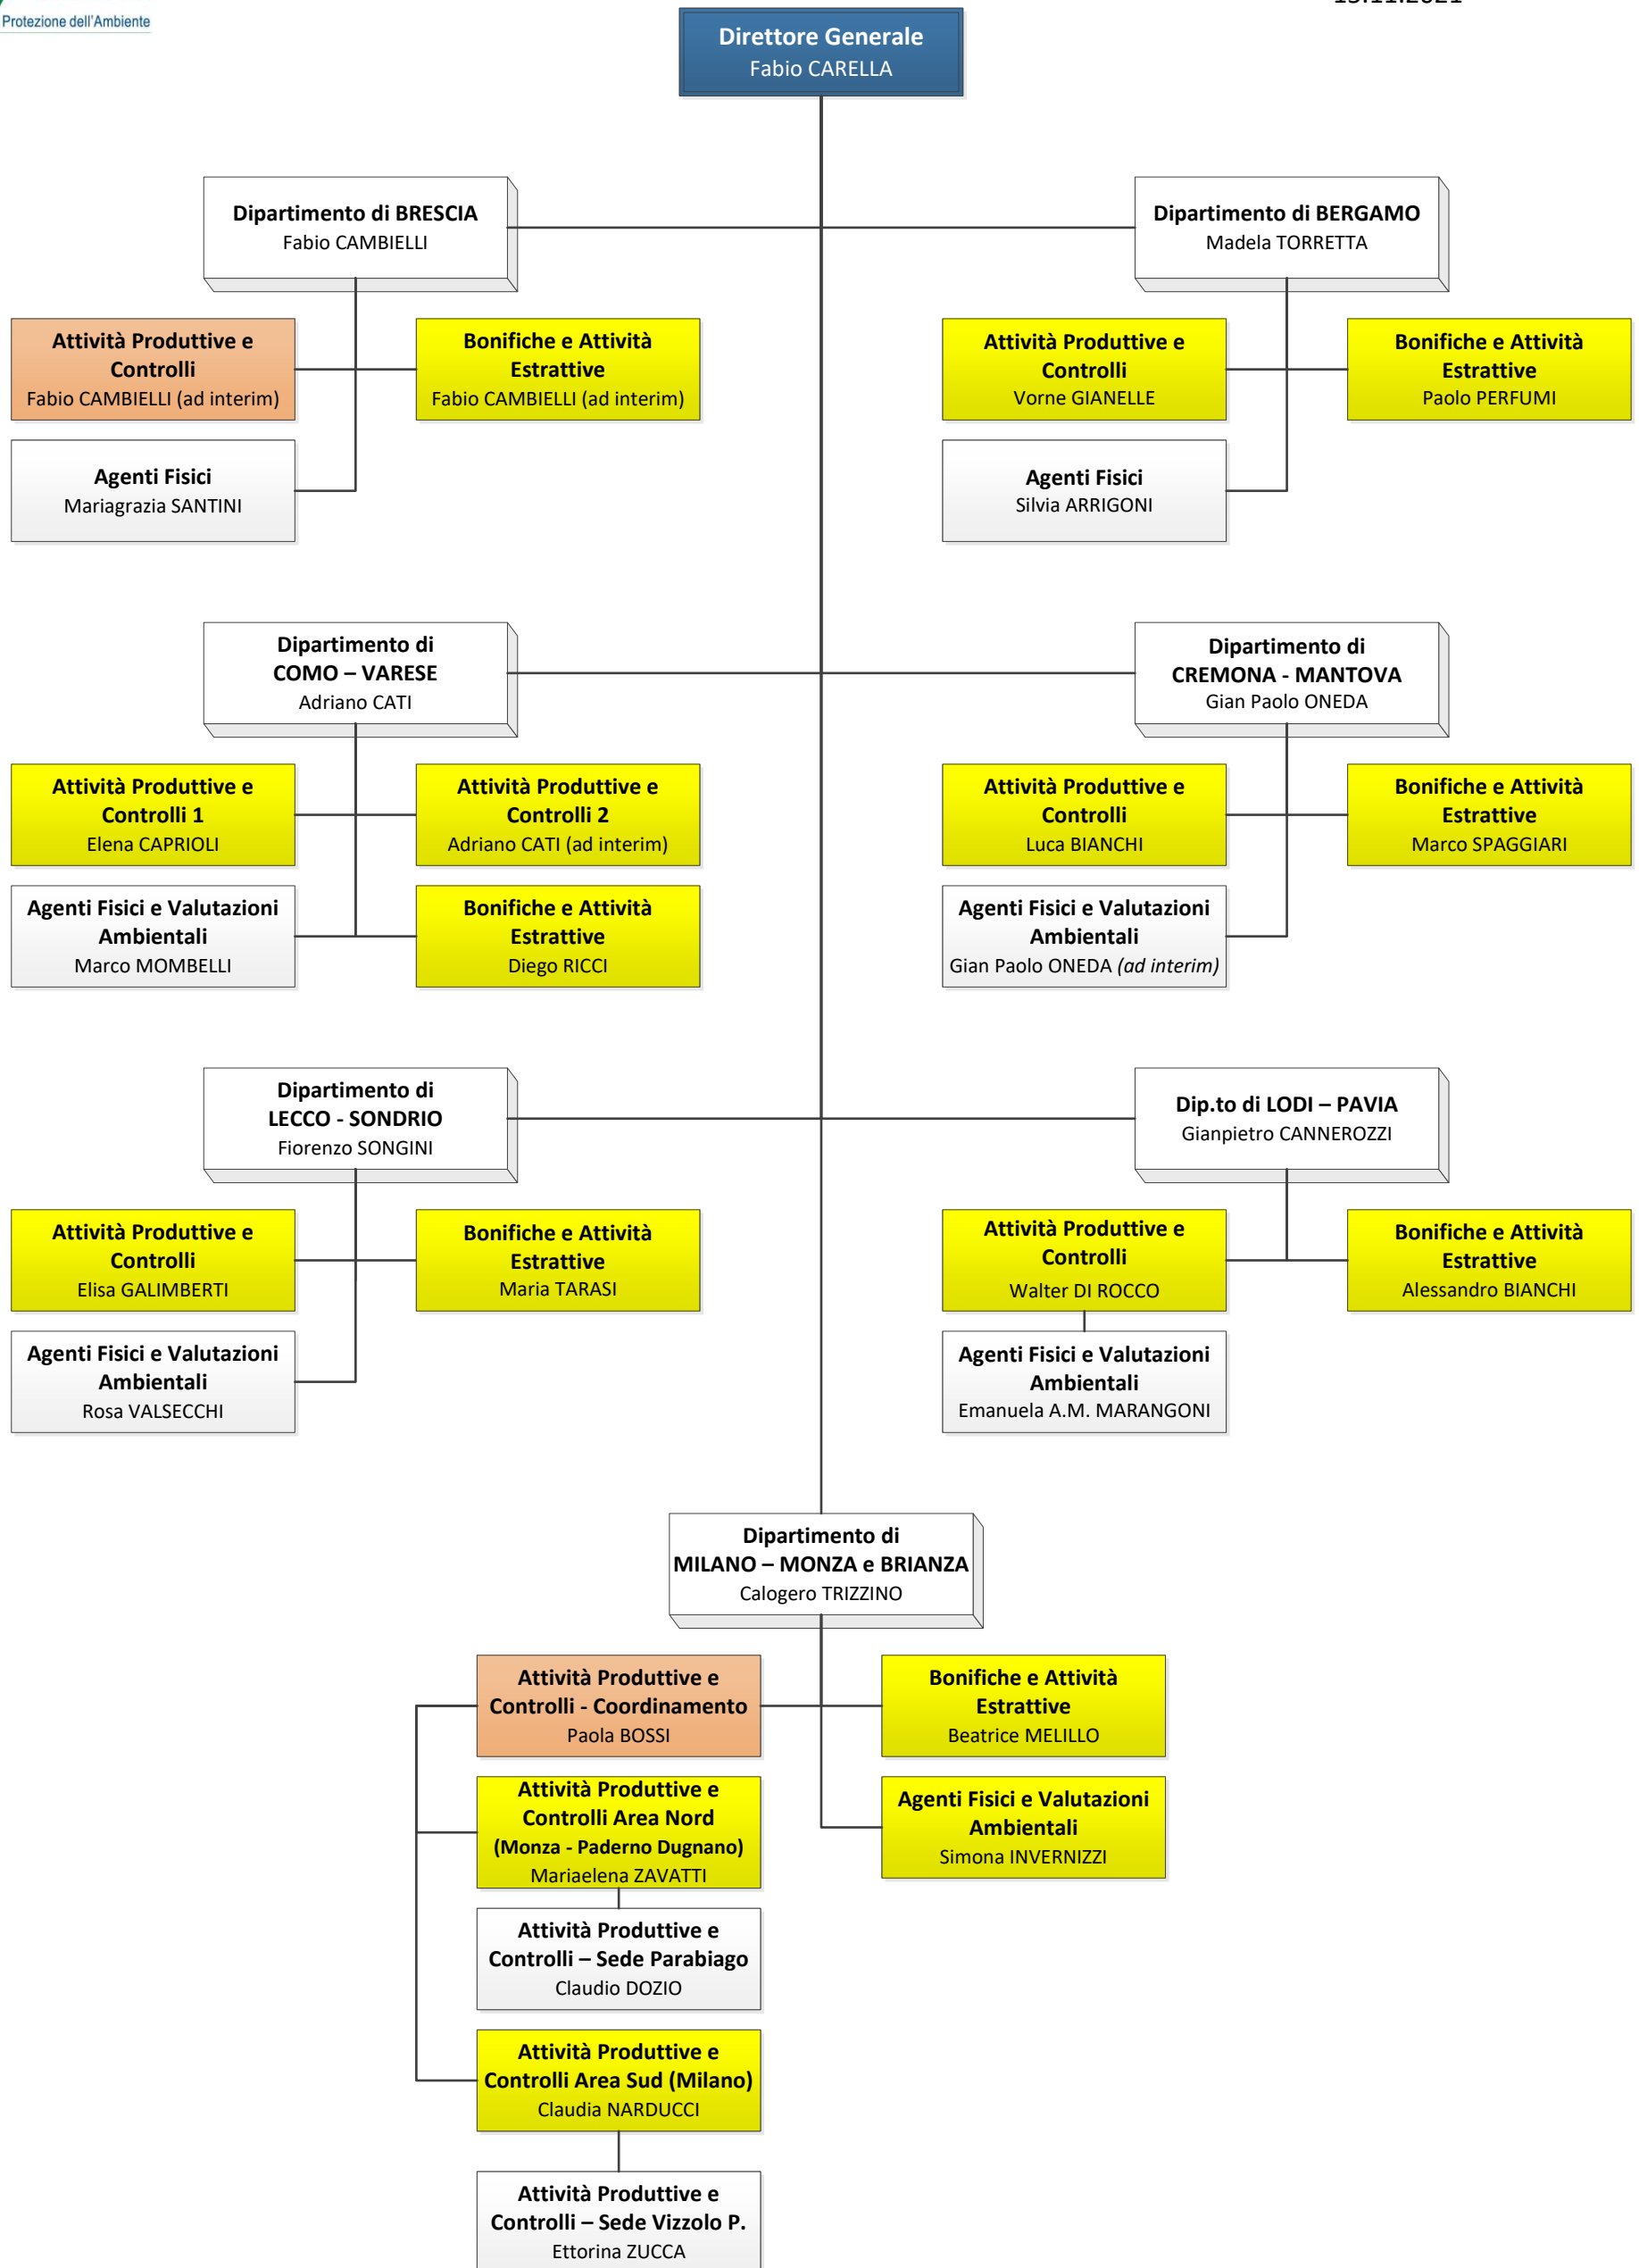 Protezione dell'Ambiente
Direttore Generale
Fabio CARELLA
Dipartimento di BRESCIA
Fabio CAMBIELLI
Dipartimento di BERGAMO
Madela TORRETTA
Attività Produttive e
Controlli
Fabio CAMBIELLI (ad interim)
Bonifiche e Attività
Estrattive
Fabio CAMBIELLI (ad interim)
Attività Produttive e
Controlli
Vorne GIANELLE
Bonifiche e Attività
Estrattive
Paolo PERFUMI
Agenti Fisici
Mariagrazia SANTINI
Agenti Fisici
Silvia ARRIGONI
Dipartimento di
COMO – VARESE
Adriano CATI
Dipartimento di
CREMONA - MANTOVA
Gian Paolo ONEDA
Attività Produttive e
Controlli 1
Elena CAPRIOLI
Attività Produttive e
Controlli 2
Adriano CATI (ad interim)
Attività Produttive e
Controlli
Luca BIANCHI
Bonifiche e Attività
Estrattive
Marco SPAGGIARI
Agenti Fisici e Valutazioni
Ambientali
Marco MOMBELLI
Bonifiche e Attività
Estrattive
Diego RICCI
Agenti Fisici e Valutazioni
Ambientali
Gian Paolo ONEDA (ad interim)
Dipartimento di
LECCO - SONDRIO
Fiorenzo SONGINI
Dip.to di LODI – PAVIA
Gianpietro CANNEROZZI
Attività Produttive e
Controlli
Elisa GALIMBERTI
Bonifiche e Attività
Estrattive
Maria TARASI
Attività Produttive e
Controlli
Walter DI ROCCO
Bonifiche e Attività
Estrattive
Alessandro BIANCHI
Agenti Fisici e Valutazioni
Ambientali
Rosa VALSECCHI
Agenti Fisici e Valutazioni
Ambientali
Emanuela A.M. MARANGONI
Dipartimento di
MILANO – MONZA e BRIANZA
Calogero TRIZZINO
Attività Produttive e
Controlli - Coordinamento
Paola BOSSI
Bonifiche e Attività
Estrattive
Beatrice MELILLO
Attività Produttive e
Controlli Area Nord
(Monza - Paderno Dugnano)
Mariaelena ZAVATTI
Agenti Fisici e Valutazioni
Ambientali
Simona INVERNIZZI
Attività Produttive e
Controlli – Sede Parabiago
Claudio DOZIO
Attività Produttive e
Controlli Area Sud (Milano)
Claudia NARDUCCI
Attività Produttive e
Controlli – Sede Vizzolo P.
Ettorina ZUCCA